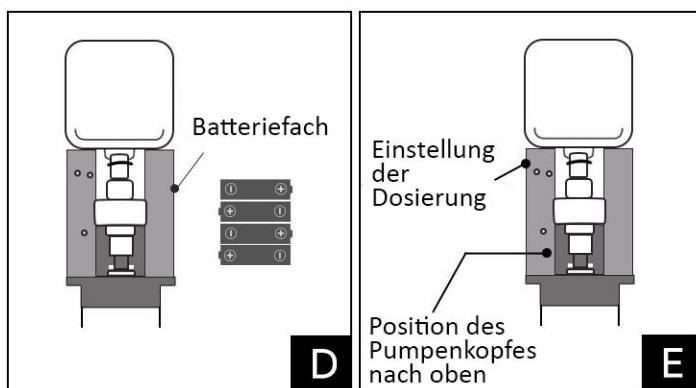 Batteriefach
D
Einstellung
der
Dosierung
Position des
Pumpenkopfes
nach oben
E